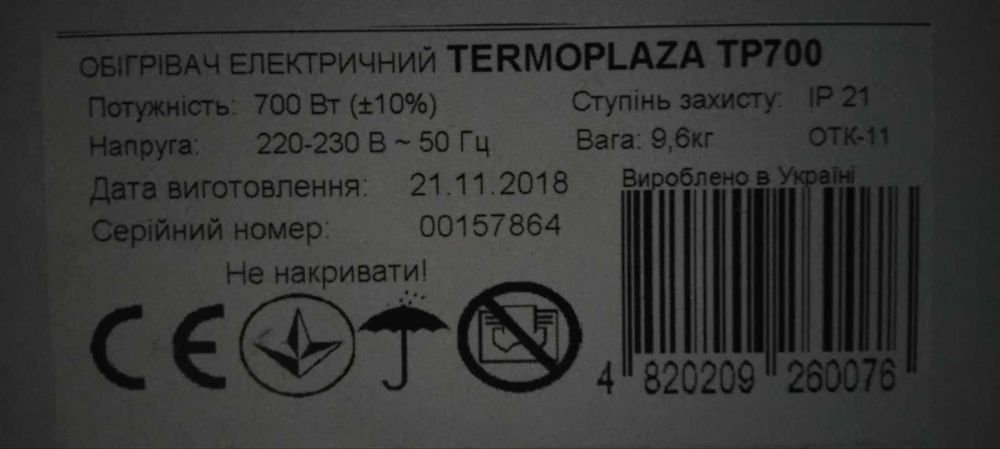 ОБІГРІВАЧ ЕЛЕКТРИЧНИЙ TERMOPLAZA TP700
Потужність: 700 Вт (±10%) Ступінь захисту: IP 21
Напруга: 220-230 В ~ 50 Гц Вага: 9,6кг ОТК-11
Дата виготовлення: 21.11.2018 Вироблено в Україні
Серійний номер: 00157864
Не накривати!
CE
4 820209 260076